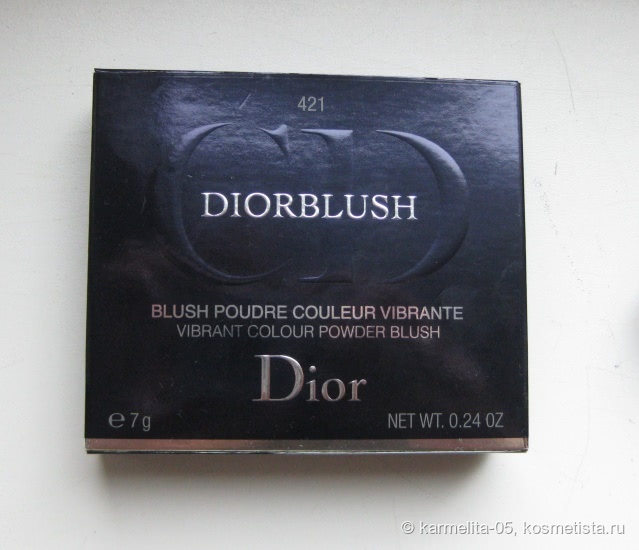 421
DIORBLUSH
BLUSH POUDRE COULEUR VIBRANTE
VIBRANT COLOUR POWDER BLUSH
Dior
℮ 7 g
NET WT. 0.24 OZ
© karmelita-05, kosmetista.ru